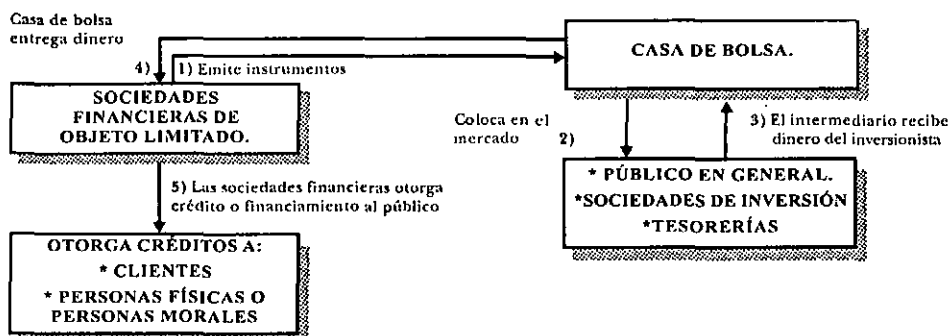 Casa de bolsa
entrega dinero
CASA DE BOLSA.
4)
1) Emite instrumentos
SOCIEDADES
FINANCIERAS DE
OBJETO LIMITADO.
Coloca en el
mercado
2)
3) El intermediario recibe
dinero del inversionista
5) Las sociedades financieras otorga
crédito o financiamiento al público
* PÚBLICO EN GENERAL.
*SOCIEDADES DE INVERSIÓN
*TESORERÍAS
OTORGA CRÉDITOS A:
* CLIENTES
* PERSONAS FÍSICAS O
PERSONAS MORALES